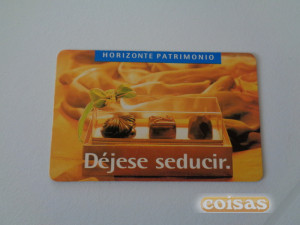 HORIZONTE PATRIMONIO
Déjese seducir.
coisas